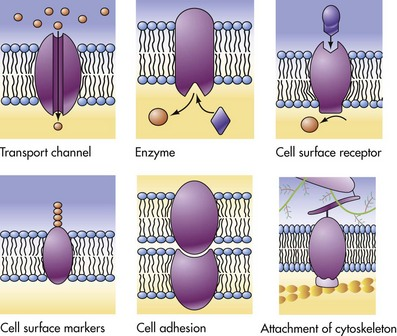 Transport channel
Enzyme
Cell surface receptor
Cell surface markers
Cell adhesion
Attachment of cytoskeleton